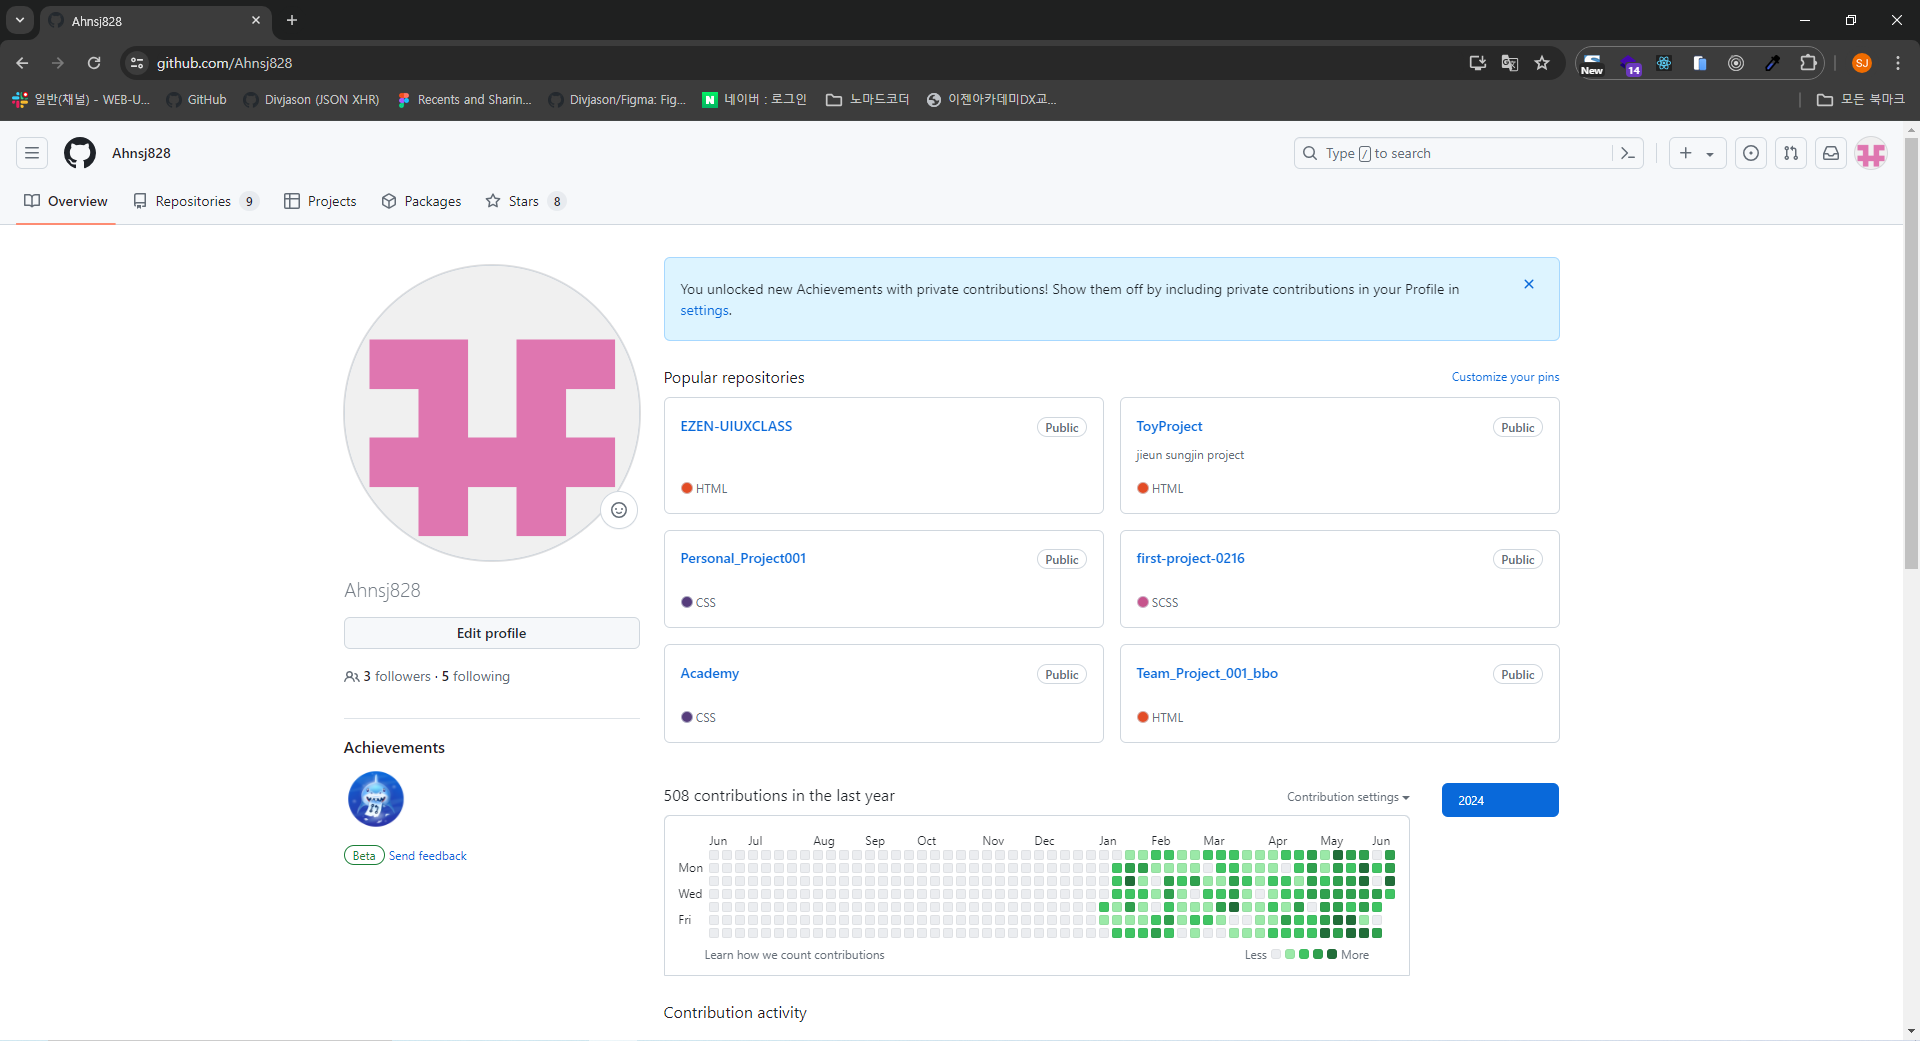 Ahnsj828
github.com/Ahnsj828
New
14
SJ
일반(채널) - WEB-U...
GitHub
Divjason (JSON XHR)
Recents and Sharin...
Divjason/Figma: Fig...
N
네이버 : 로그인
노마드코더
이젠아카데미DX교...
모든 북마크
Ahnsj828
Type / to search
Overview
Repositories 9
Projects
Packages
Stars 8
You unlocked new Achievements with private contributions! Show them off by including private contributions in your Profile in
settings.
Popular repositories
Customize your pins
EZEN-UIUXCLASS
Public
HTML
ToyProject
Public
jieun sungjin project
HTML
Personal_Project001
Public
CSS
first-project-0216
Public
SCSS
Academy
Public
CSS
Team_Project_001_bbo
Public
HTML
Ahnsj828
Edit profile
3 followers · 5 following
Achievements
Beta Send feedback
508 contributions in the last year
Contribution settings
2024
Jun Jul Aug Sep Oct Nov Dec Jan Feb Mar Apr May Jun
Mon
Wed
Fri
Learn how we count contributions
Less More
Contribution activity